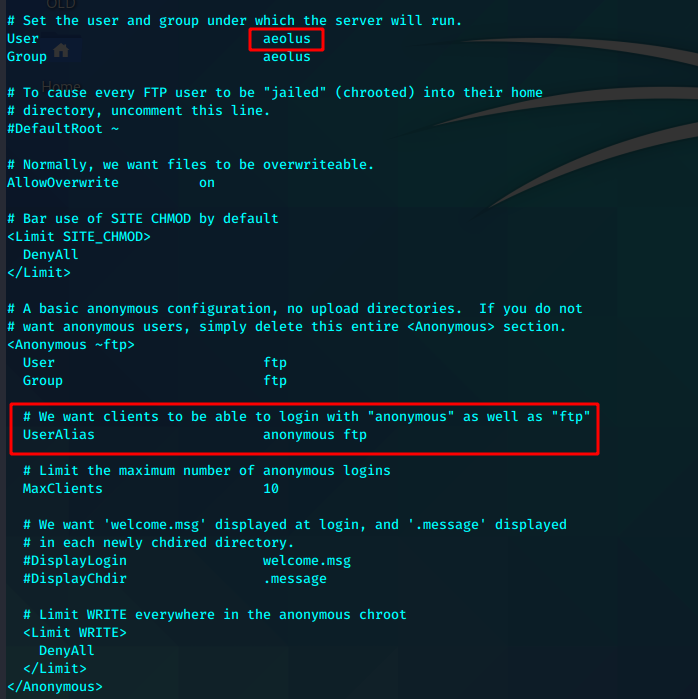 OLD
# Set the user and group under which the server will run.
User aeolus
Group aeolus
Home
# To cause every FTP user to be "jailed" (chrooted) into their home
# directory, uncomment this line.
#DefaultRoot ~
# Normally, we want files to be overwriteable.
AllowOverwrite on
# Bar use of SITE CHMOD by default
<Limit SITE_CHMOD>
DenyAll
</Limit>
# A basic anonymous configuration, no upload directories. If you do not
# want anonymous users, simply delete this entire <Anonymous> section.
<Anonymous ~ftp>
User ftp
Group ftp
# We want clients to be able to login with "anonymous" as well as "ftp"
UserAlias anonymous ftp
# Limit the maximum number of anonymous logins
MaxClients 10
# We want 'welcome.msg' displayed at login, and '.message' displayed
# in each newly chdired directory.
#DisplayLogin welcome.msg
#DisplayChdir .message
# Limit WRITE everywhere in the anonymous chroot
<Limit WRITE>
DenyAll
</Limit>
</Anonymous>